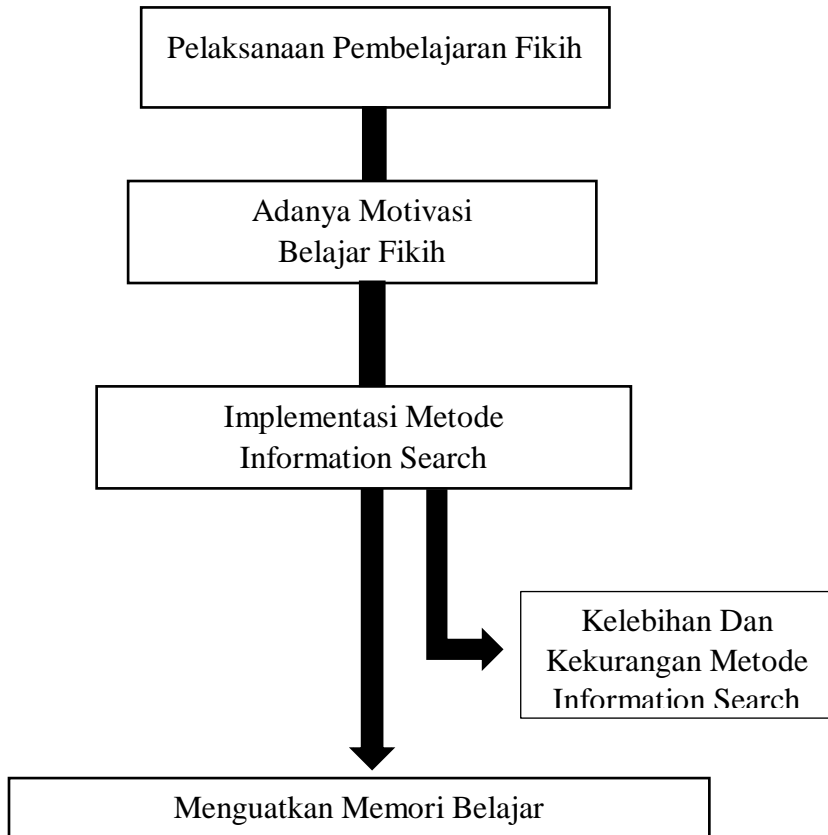 Pelaksanaan Pembelajaran Fikih
Adanya Motivasi
Belajar Fikih
Implementasi Metode
Information Search
Kelebihan Dan
Kekurangan Metode
Information Search
Menguatkan Memori Belajar